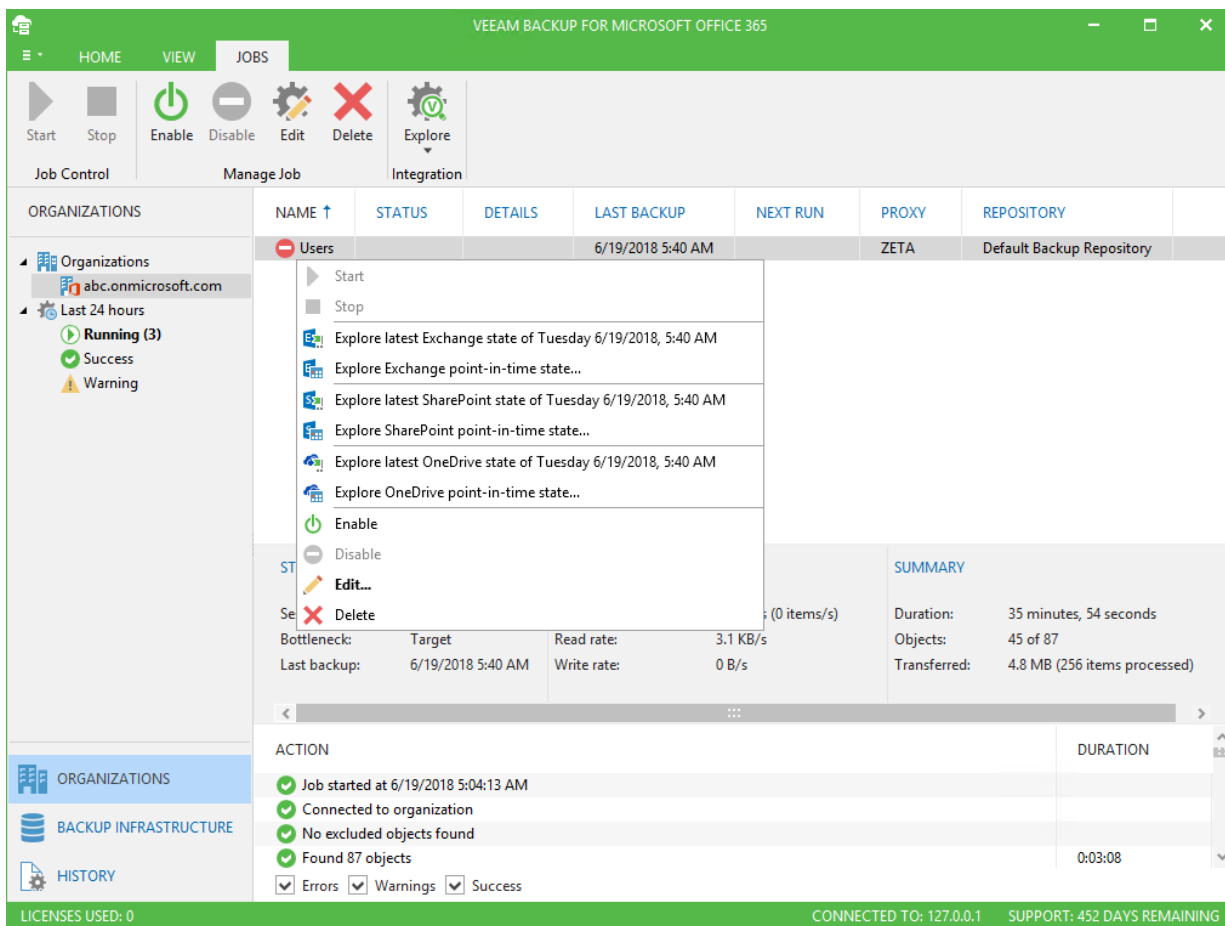 VEEAM BACKUP FOR MICROSOFT OFFICE 365
HOME VIEW JOBS
Start Stop Enable Disable Edit Delete Explore
Job Control Manage Job Integration
ORGANIZATIONS
Organizations
abc.onmicrosoft.com
Last 24 hours
Running (3)
Success
Warning
NAME STATUS DETAILS LAST BACKUP NEXT RUN PROXY REPOSITORY
Users 6/19/2018 5:40 AM ZETA Default Backup Repository
Start
Stop
Explore latest Exchange state of Tuesday 6/19/2018, 5:40 AM
Explore Exchange point-in-time state...
Explore latest SharePoint state of Tuesday 6/19/2018, 5:40 AM
Explore SharePoint point-in-time state...
Explore latest OneDrive state of Tuesday 6/19/2018, 5:40 AM
Explore OneDrive point-in-time state...
Enable
Disable
Edit...
Delete
ST SUMMARY
Se (0 items/s) Duration: 35 minutes, 54 seconds
Bottleneck: Target Read rate: 3.1 KB/s Objects: 45 of 87
Last backup: 6/19/2018 5:40 AM Write rate: 0 B/s Transferred: 4.8 MB (256 items processed)
ACTION DURATION
Job started at 6/19/2018 5:04:13 AM
Connected to organization
No excluded objects found
Found 87 objects 0:03:08
Errors Warnings Success
ORGANIZATIONS
BACKUP INFRASTRUCTURE
HISTORY
LICENSES USED: 0 CONNECTED TO: 127.0.0.1 SUPPORT: 452 DAYS REMAINING